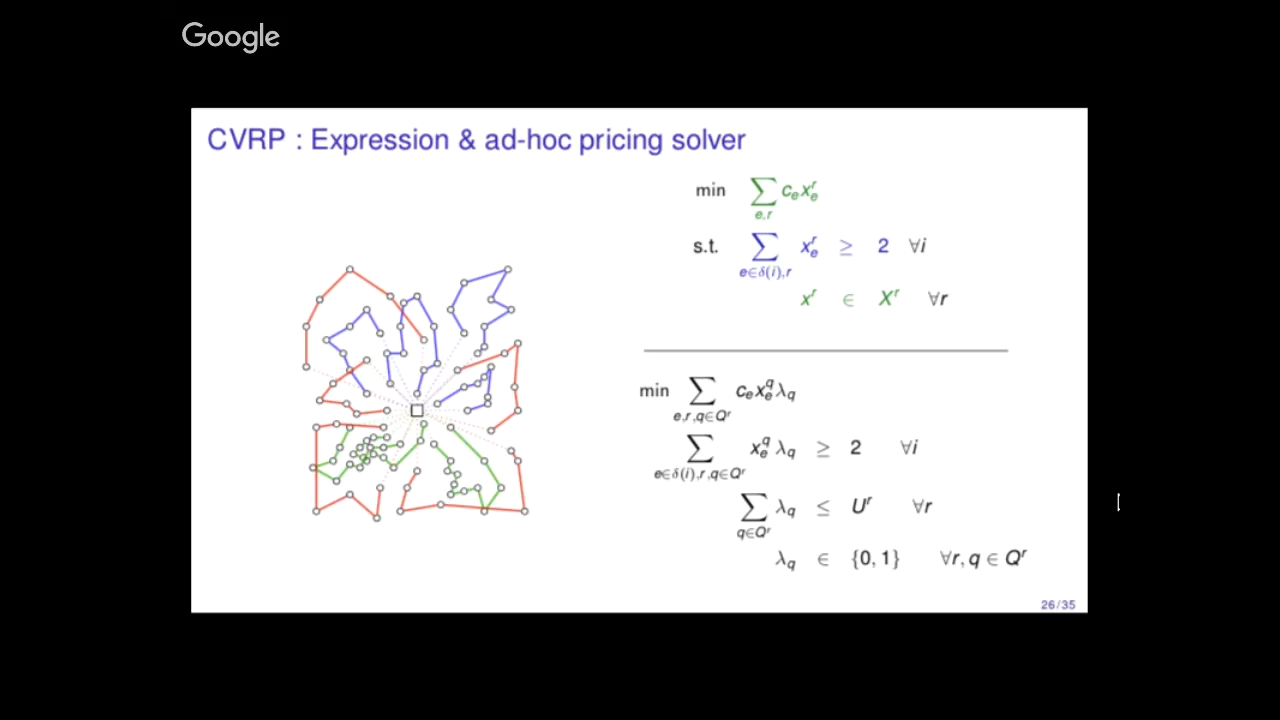 Google
CVRP : Expression & ad-hoc pricing solver
min ∑_{e,r} c_e x_e^r
s.t. ∑_{e∈δ(i),r} x_e^r ≥ 2 ∀i
x^r ∈ X^r ∀r
min ∑_{e,r,q∈Q^r} c_e x_e^q λ_q
∑_{e∈δ(i),r,q∈Q^r} x_e^q λ_q ≥ 2 ∀i
∑_{q∈Q^r} λ_q ≤ U^r ∀r
λ_q ∈ {0, 1} ∀r, q ∈ Q^r
26/35